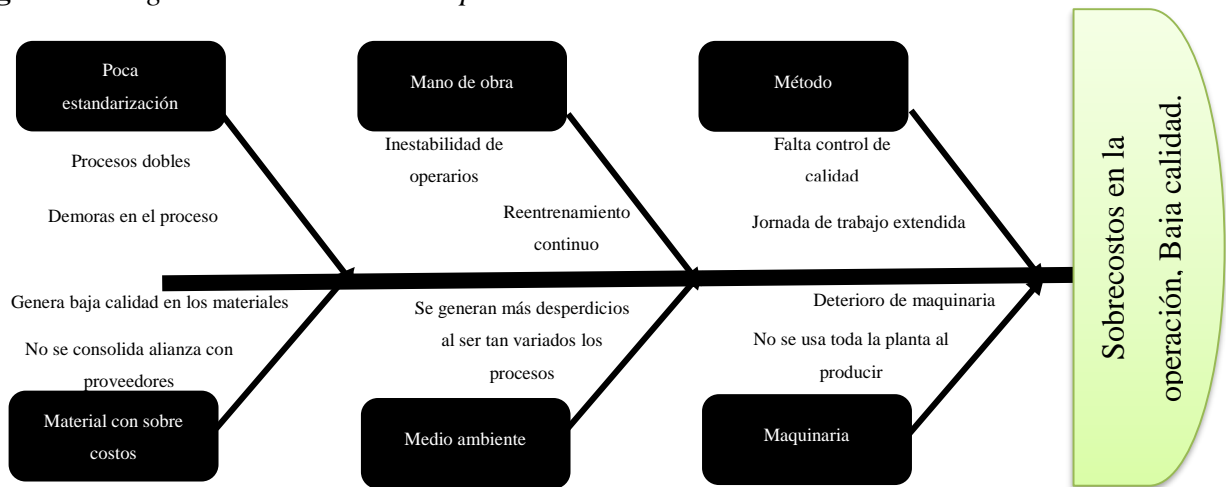 Poca
estandarización
Mano de obra
Método
Procesos dobles
Demoras en el proceso
Inestabilidad de
operarios
Reentrenamiento
continuo
Falta control de
calidad
Jornada de trabajo extendida
Genera baja calidad en los materiales
No se consolida alianza con
proveedores
Se generan más desperdicios
al ser tan variados los
procesos
Deterioro de maquinaria
No se usa toda la planta al
producir
Material con sobre
costos
Medio ambiente
Maquinaria
Sobrecostos en la
operación, Baja calidad.